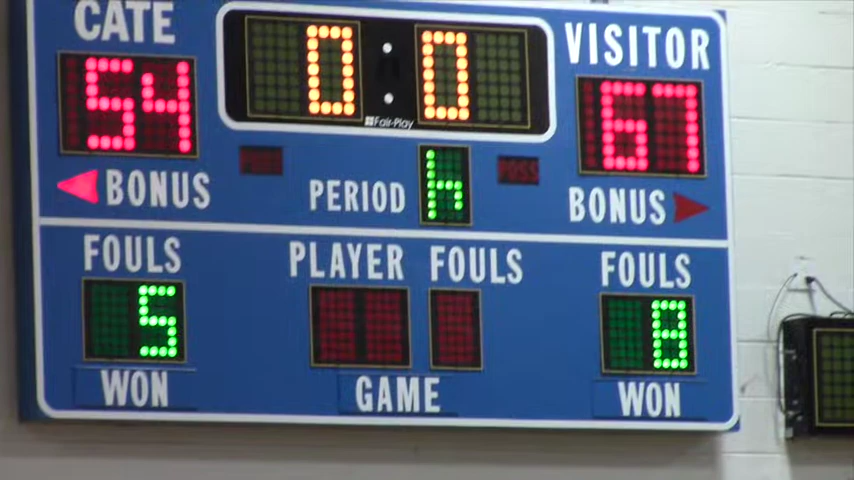 CATE 0:0 VISITOR
54 67
Fair-Play
BONUS PERIOD h POSS BONUS
FOULS PLAYER FOULS FOULS
5 8
WON GAME WON